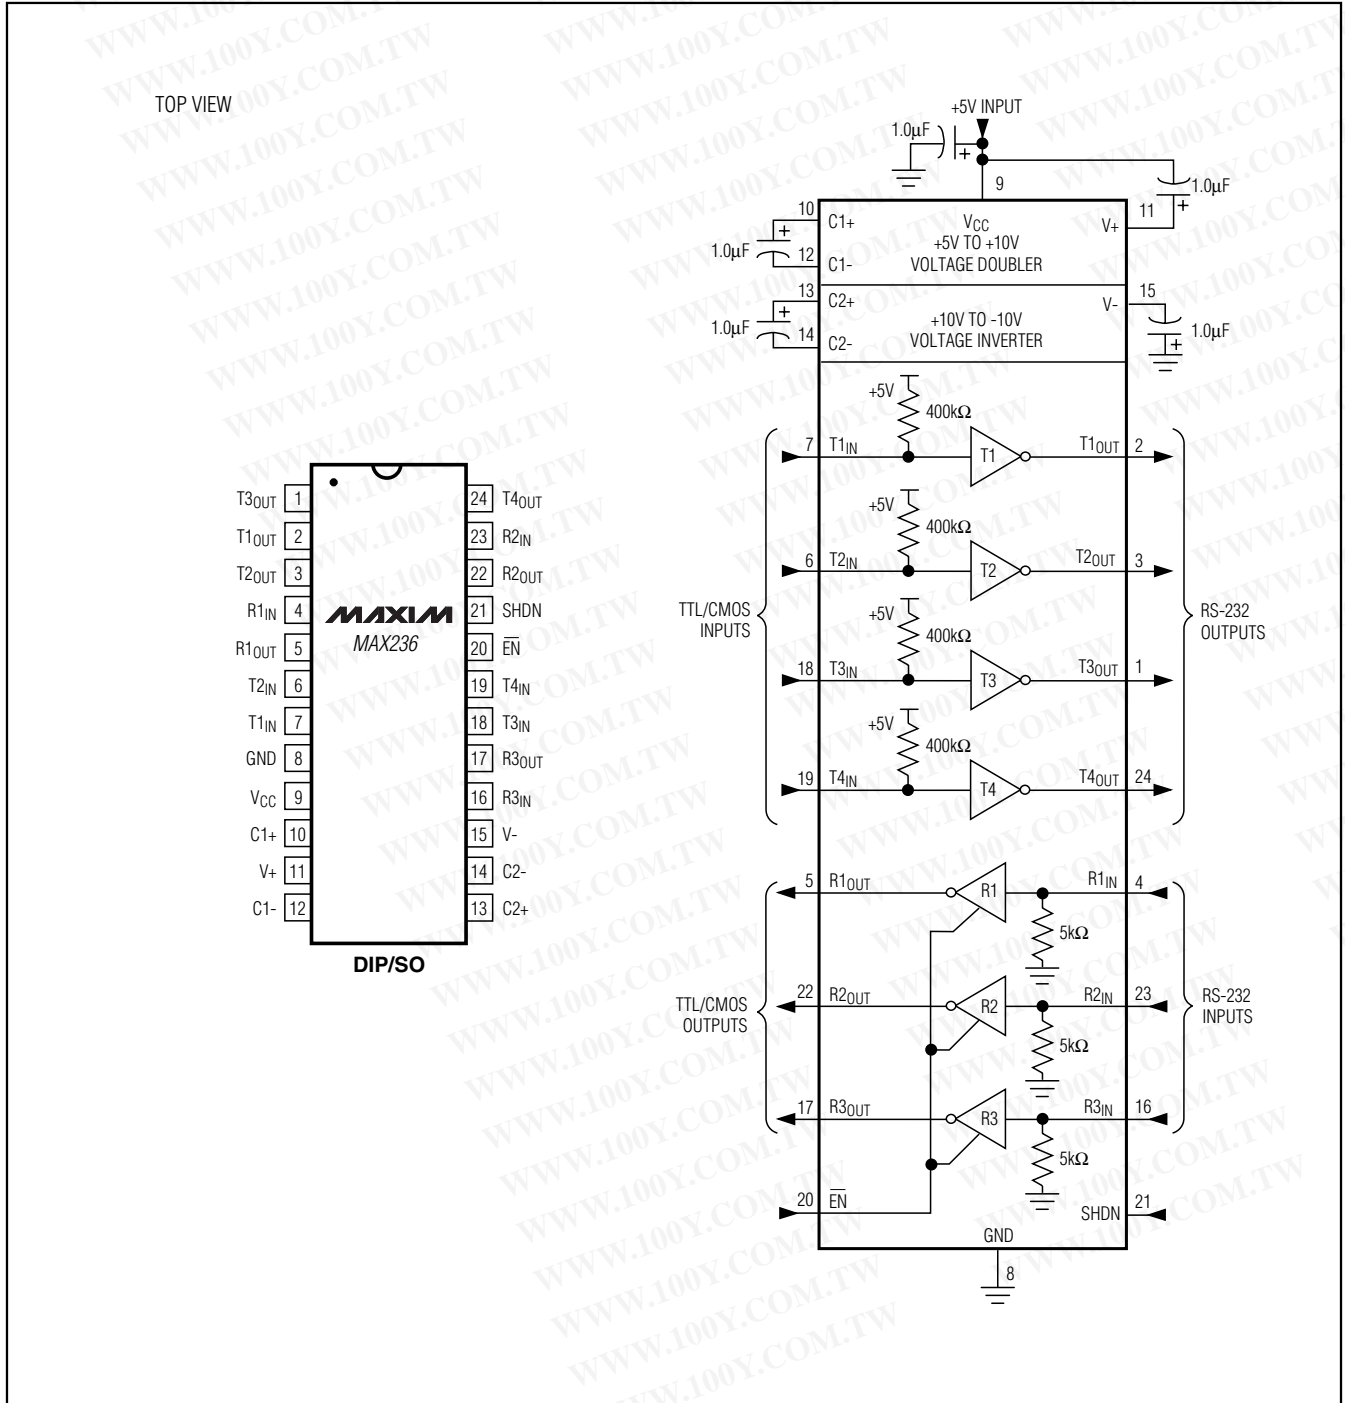 TOP VIEW
T3OUT 1
T1OUT 2
T2OUT 3
R1IN 4
R1OUT 5
T2IN 6
T1IN 7
GND 8
VCC 9
C1+ 10
V+ 11
C1- 12
24 T4OUT
23 R2IN
22 R2OUT
21 SHDN
20 EN
19 T4IN
18 T3IN
17 R3OUT
16 R3IN
15 V-
14 C2-
13 C2+
MAXIM
MAX236
DIP/SO
+5V INPUT
1.0μF
+
9
1.0μF
+
11
V+
10
C1+
1.0μF
+
12
C1-
VCC
+5V TO +10V
VOLTAGE DOUBLER
13
C2+
1.0μF
+
14
C2-
+10V TO -10V
VOLTAGE INVERTER
V-
15
1.0μF
+
TTL/CMOS
INPUTS
+5V
400kΩ
7 T1IN T1 T1OUT 2
+5V
400kΩ
6 T2IN T2 T2OUT 3
+5V
400kΩ
18 T3IN T3 T3OUT 1
+5V
400kΩ
19 T4IN T4 T4OUT 24
RS-232
OUTPUTS
TTL/CMOS
OUTPUTS
5 R1OUT R1 R1IN 4
5kΩ
22 R2OUT R2 R2IN 23
5kΩ
17 R3OUT R3 R3IN 16
5kΩ
RS-232
INPUTS
20 EN
SHDN 21
GND
8
WWW.100Y.COM.TW